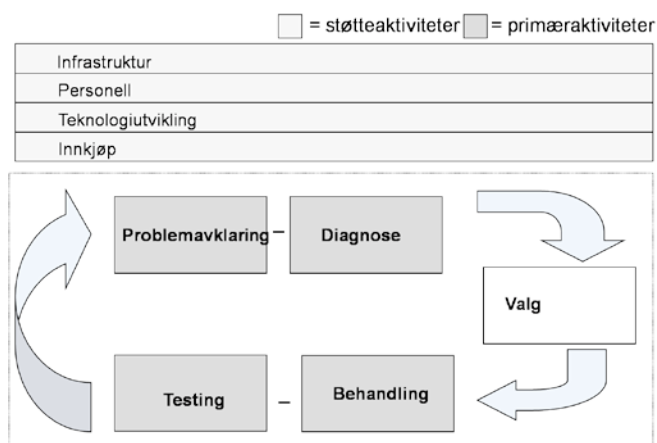 = støtteaktiviteter = primæraktiviteter
Infrastruktur
Personell
Teknologiutvikling
Innkjøp
Problemavklaring – Diagnose
Valg
Testing – Behandling